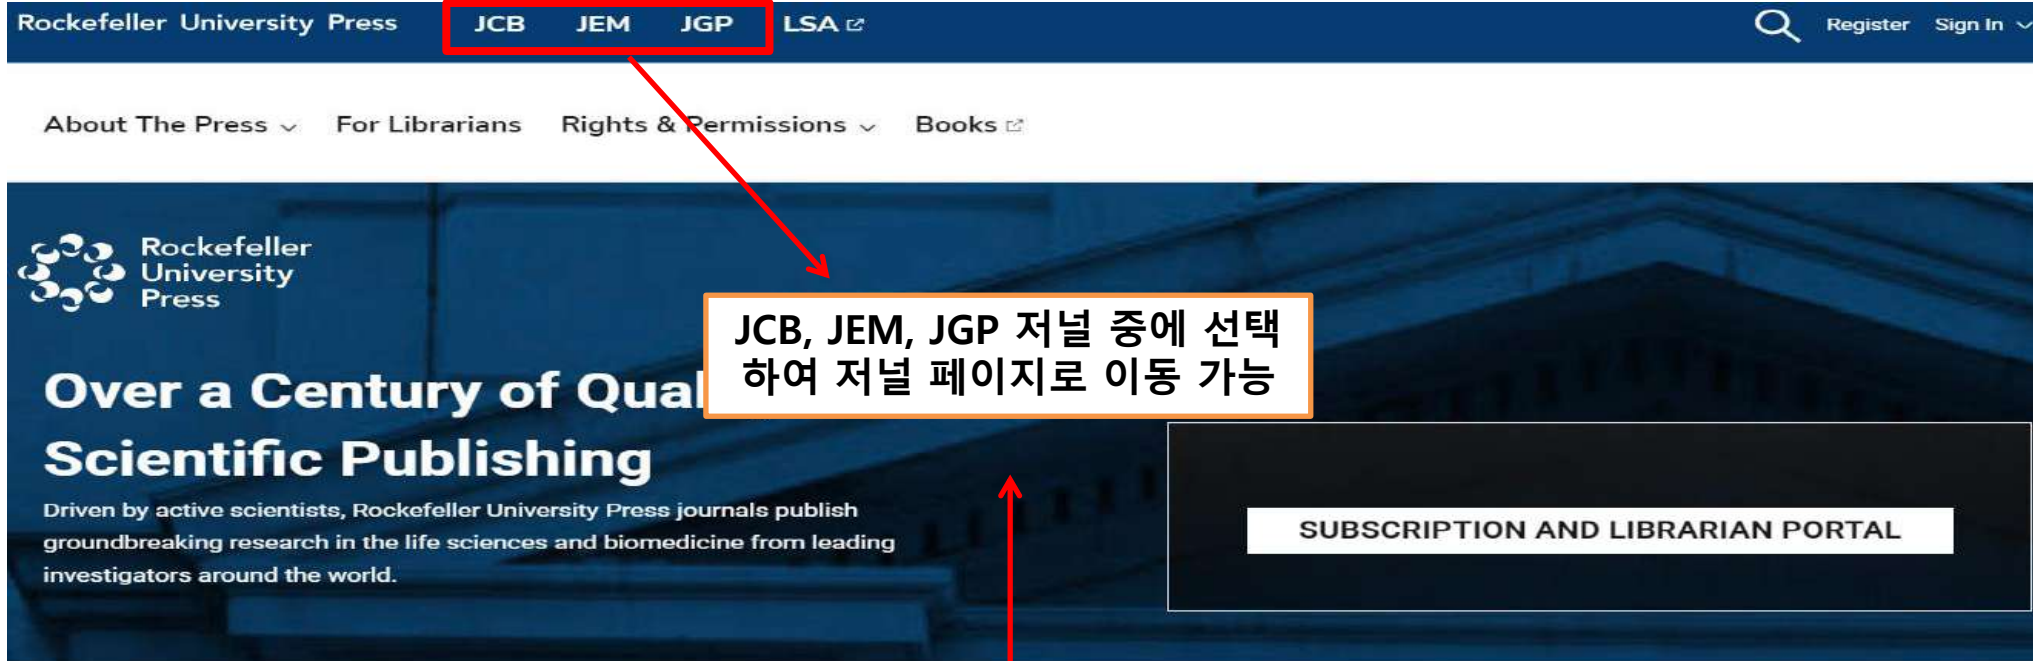 Rockefeller University Press JCB JEM JGP LSA Register Sign In
About The Press For Librarians Rights & Permissions Books
Rockefeller
University
Press
JCB, JEM, JGP 저널 중에 선택
하여 저널 페이지로 이동 가능
Over a Century of Qual
Scientific Publishing
Driven by active scientists, Rockefeller University Press journals publish
groundbreaking research in the life sciences and biomedicine from leading
investigators around the world.
SUBSCRIPTION AND LIBRARIAN PORTAL